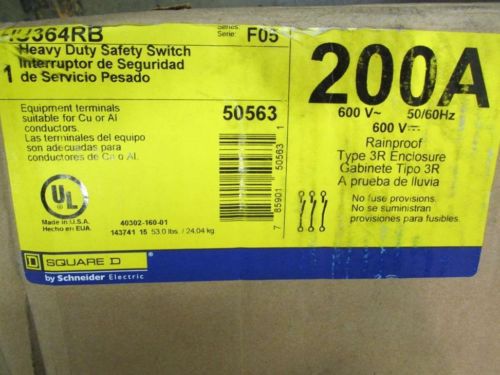 364RB
Series:
Serie:
F05
Heavy Duty Safety Switch
1 Interruptor de Seguridad
de Servicio Pesado
200A
600 V~ 50/60Hz
600 V⎓
Equipment terminals
suitable for Cu or Al
conductors.
Las terminales del equipo
son adecuadas para
conductores de Cu o Al.
50563
7 85901 50563 1
Rainproof
Type 3R Enclosure
Gabinete Tipo 3R
A prueba de lluvia
No fuse provisions.
No se suministran
provisiones para fusibles.
UL
Made in U.S.A.
Hecho en EUA.
40302-160-01
143741 15 53.0 lbs. / 24.04 kg
D SQUARE D
by Schneider Electric